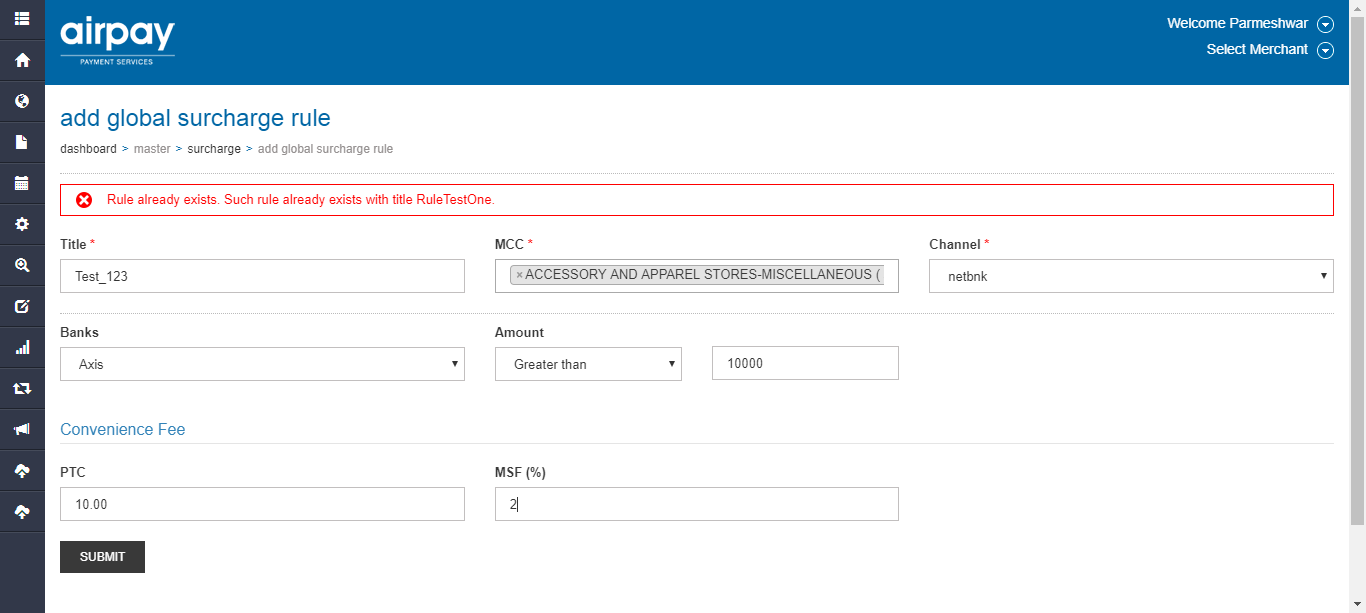 airpay
PAYMENT SERVICES
Welcome Parmeshwar
Select Merchant
add global surcharge rule
dashboard > master > surcharge > add global surcharge rule
Rule already exists. Such rule already exists with title RuleTestOne.
Title * MCC * Channel *
Test_123 ×ACCESSORY AND APPAREL STORES-MISCELLANEOUS ( netbnk
Banks Amount
Axis Greater than 10000
Convenience Fee
PTC MSF (%)
10.00 2
SUBMIT